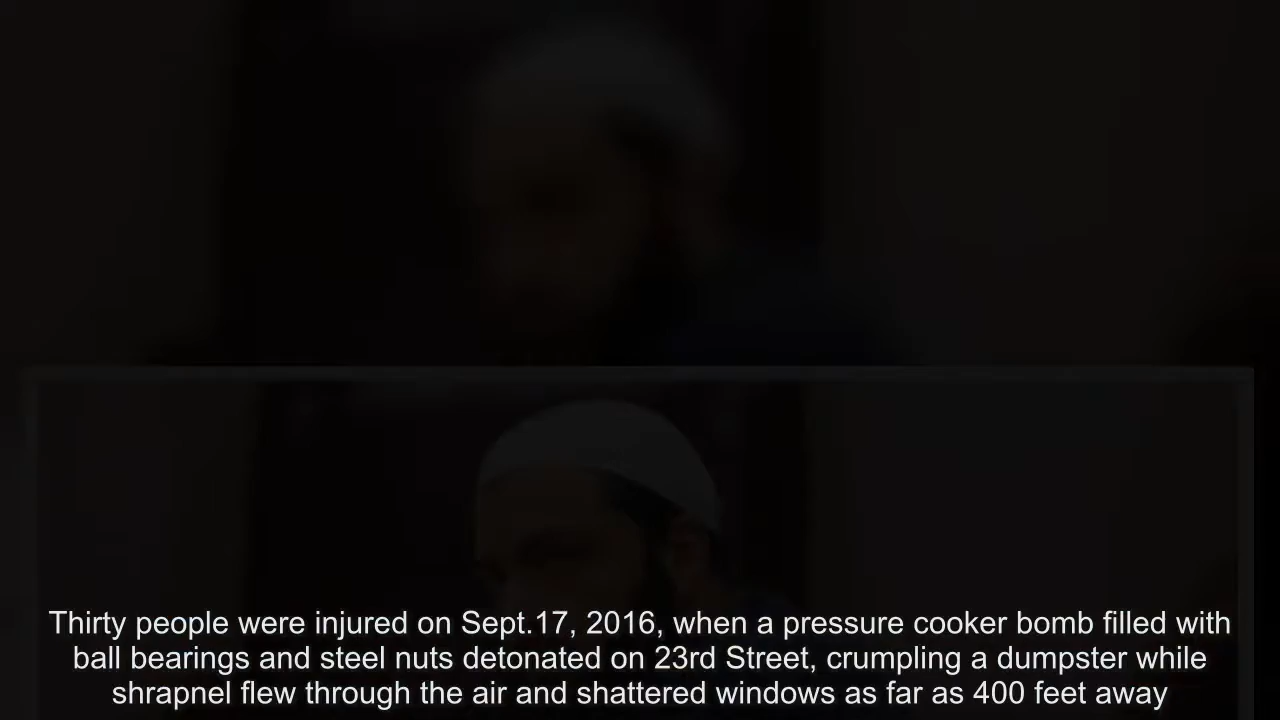 Thirty people were injured on Sept.17, 2016, when a pressure cooker bomb filled with
ball bearings and steel nuts detonated on 23rd Street, crumpling a dumpster while
shrapnel flew through the air and shattered windows as far as 400 feet away